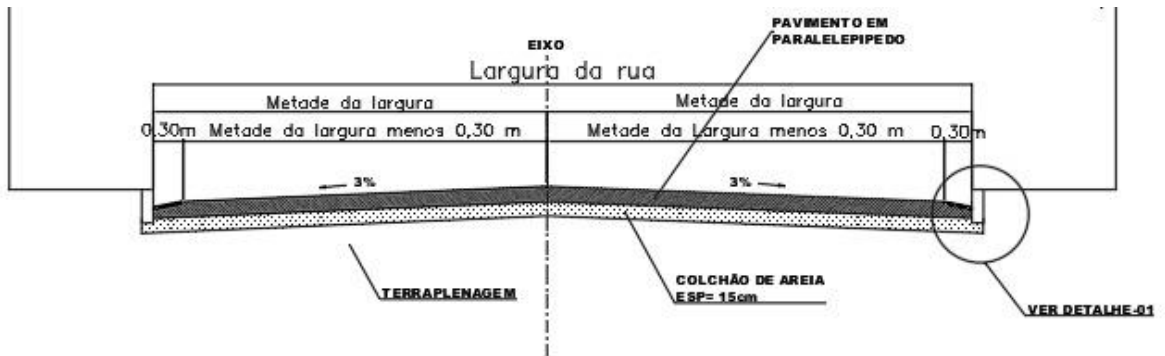 PAVIMENTO EM
PARALELEPIPEDO
EIXO
Largura da rua
Metade da largura
Metade da largura
0,30m
Metade da largura menos 0,30 m
Metade da Largura menos 0,30 m
0,30m
3%
3%
COLCHÃO DE AREIA
ESP= 15cm
TERRAPLENAGEM
VER DETALHE-01